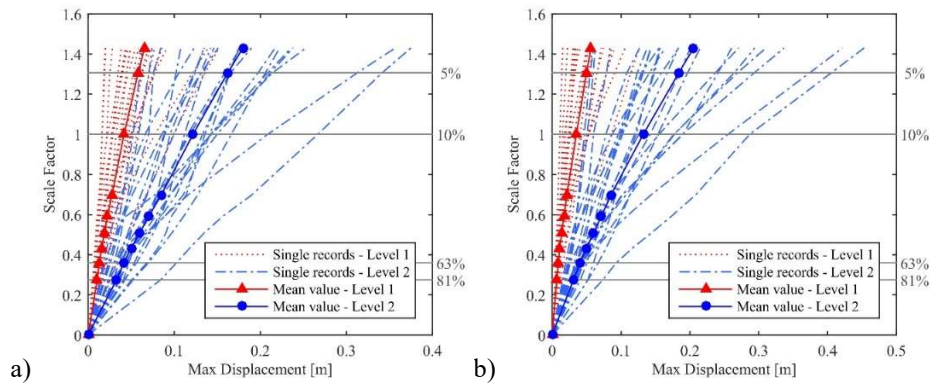 a)
Scale Factor
1.6
1.4
1.2
1
0.8
0.6
0.4
0.2
0
5%
10%
63%
81%
Single records - Level 1
Single records - Level 2
Mean value - Level 1
Mean value - Level 2
0 0.1 0.2 0.3 0.4
Max Displacement [m]
b)
Scale Factor
1.6
1.4
1.2
1
0.8
0.6
0.4
0.2
0
5%
10%
63%
81%
Single records - Level 1
Single records - Level 2
Mean value - Level 1
Mean value - Level 2
0 0.1 0.2 0.3 0.4 0.5
Max Displacement [m]